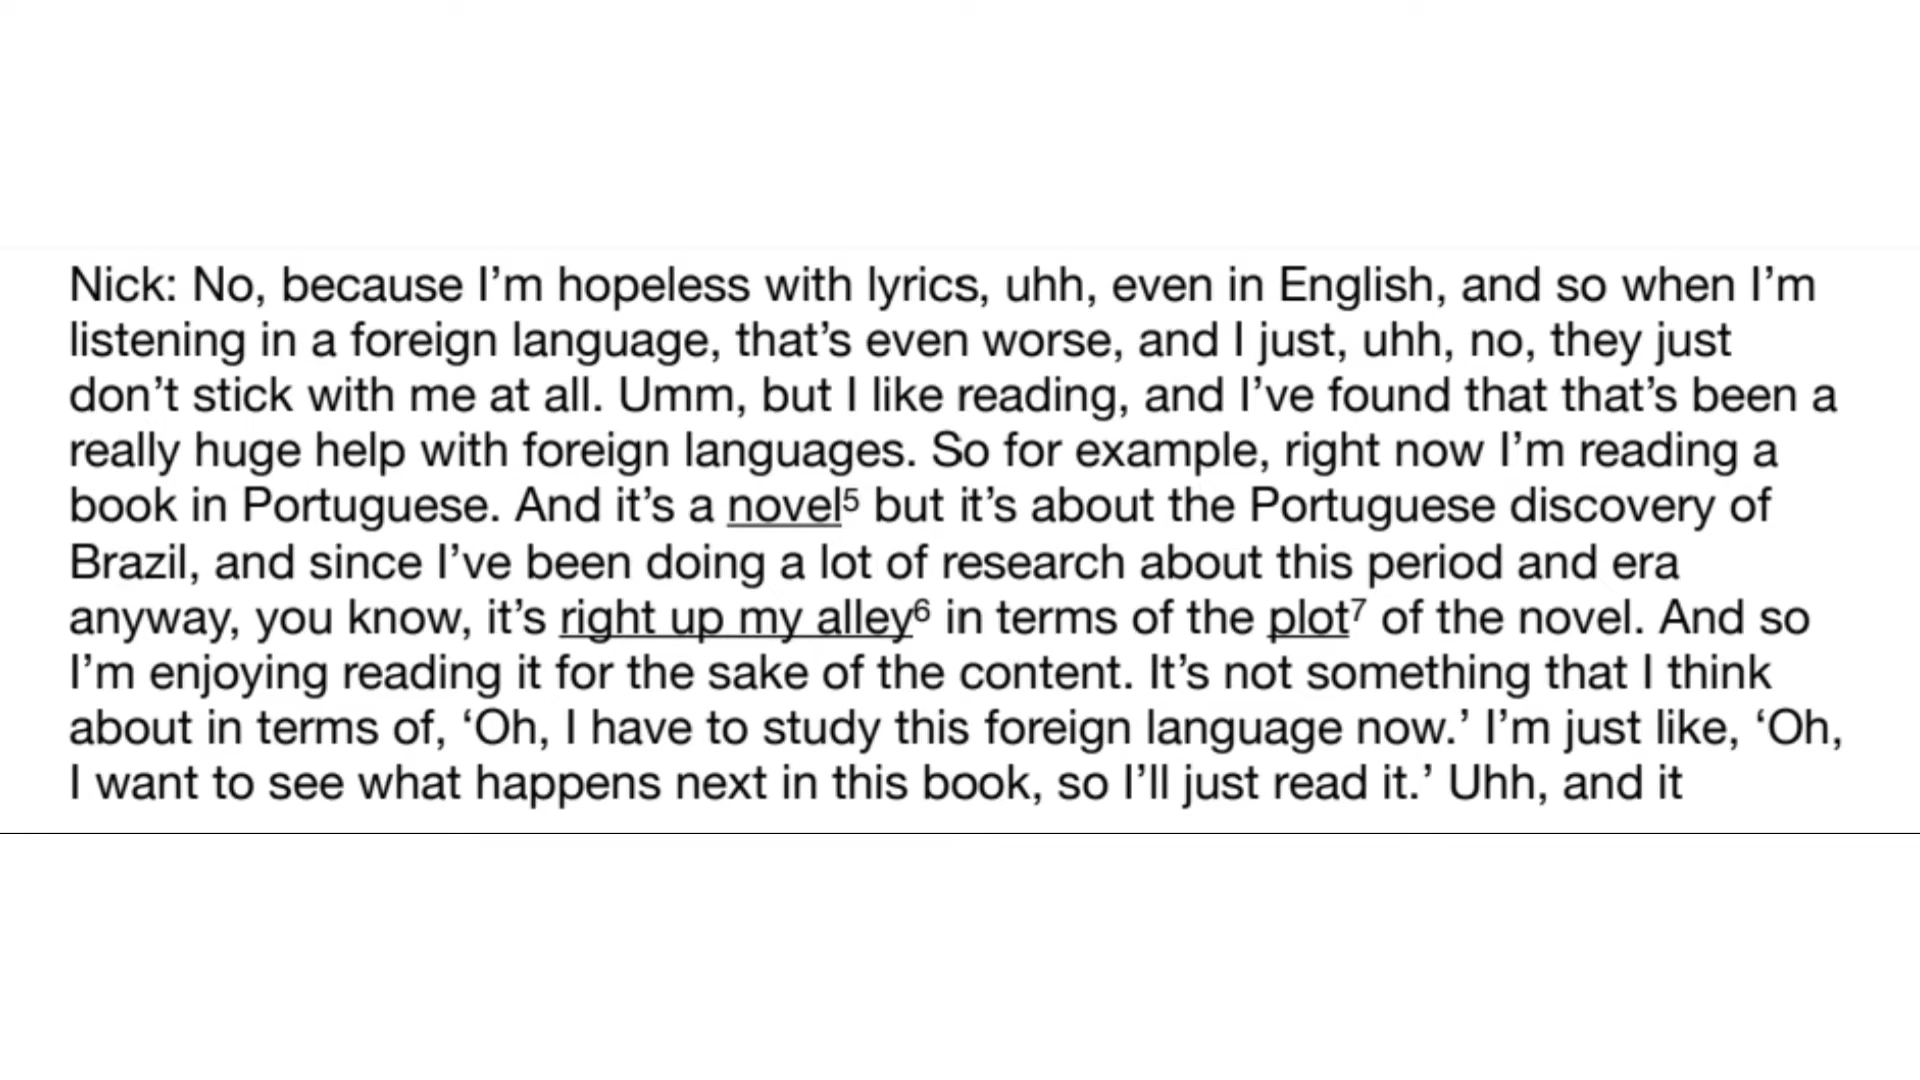 Nick: No, because I’m hopeless with lyrics, uhh, even in English, and so when I’m
listening in a foreign language, that’s even worse, and I just, uhh, no, they just
don’t stick with me at all. Umm, but I like reading, and I’ve found that that’s been a
really huge help with foreign languages. So for example, right now I’m reading a
book in Portuguese. And it’s a novel⁵ but it’s about the Portuguese discovery of
Brazil, and since I’ve been doing a lot of research about this period and era
anyway, you know, it’s right up my alley⁶ in terms of the plot⁷ of the novel. And so
I’m enjoying reading it for the sake of the content. It’s not something that I think
about in terms of, ‘Oh, I have to study this foreign language now.’ I’m just like, ‘Oh,
I want to see what happens next in this book, so I’ll just read it.’ Uhh, and it